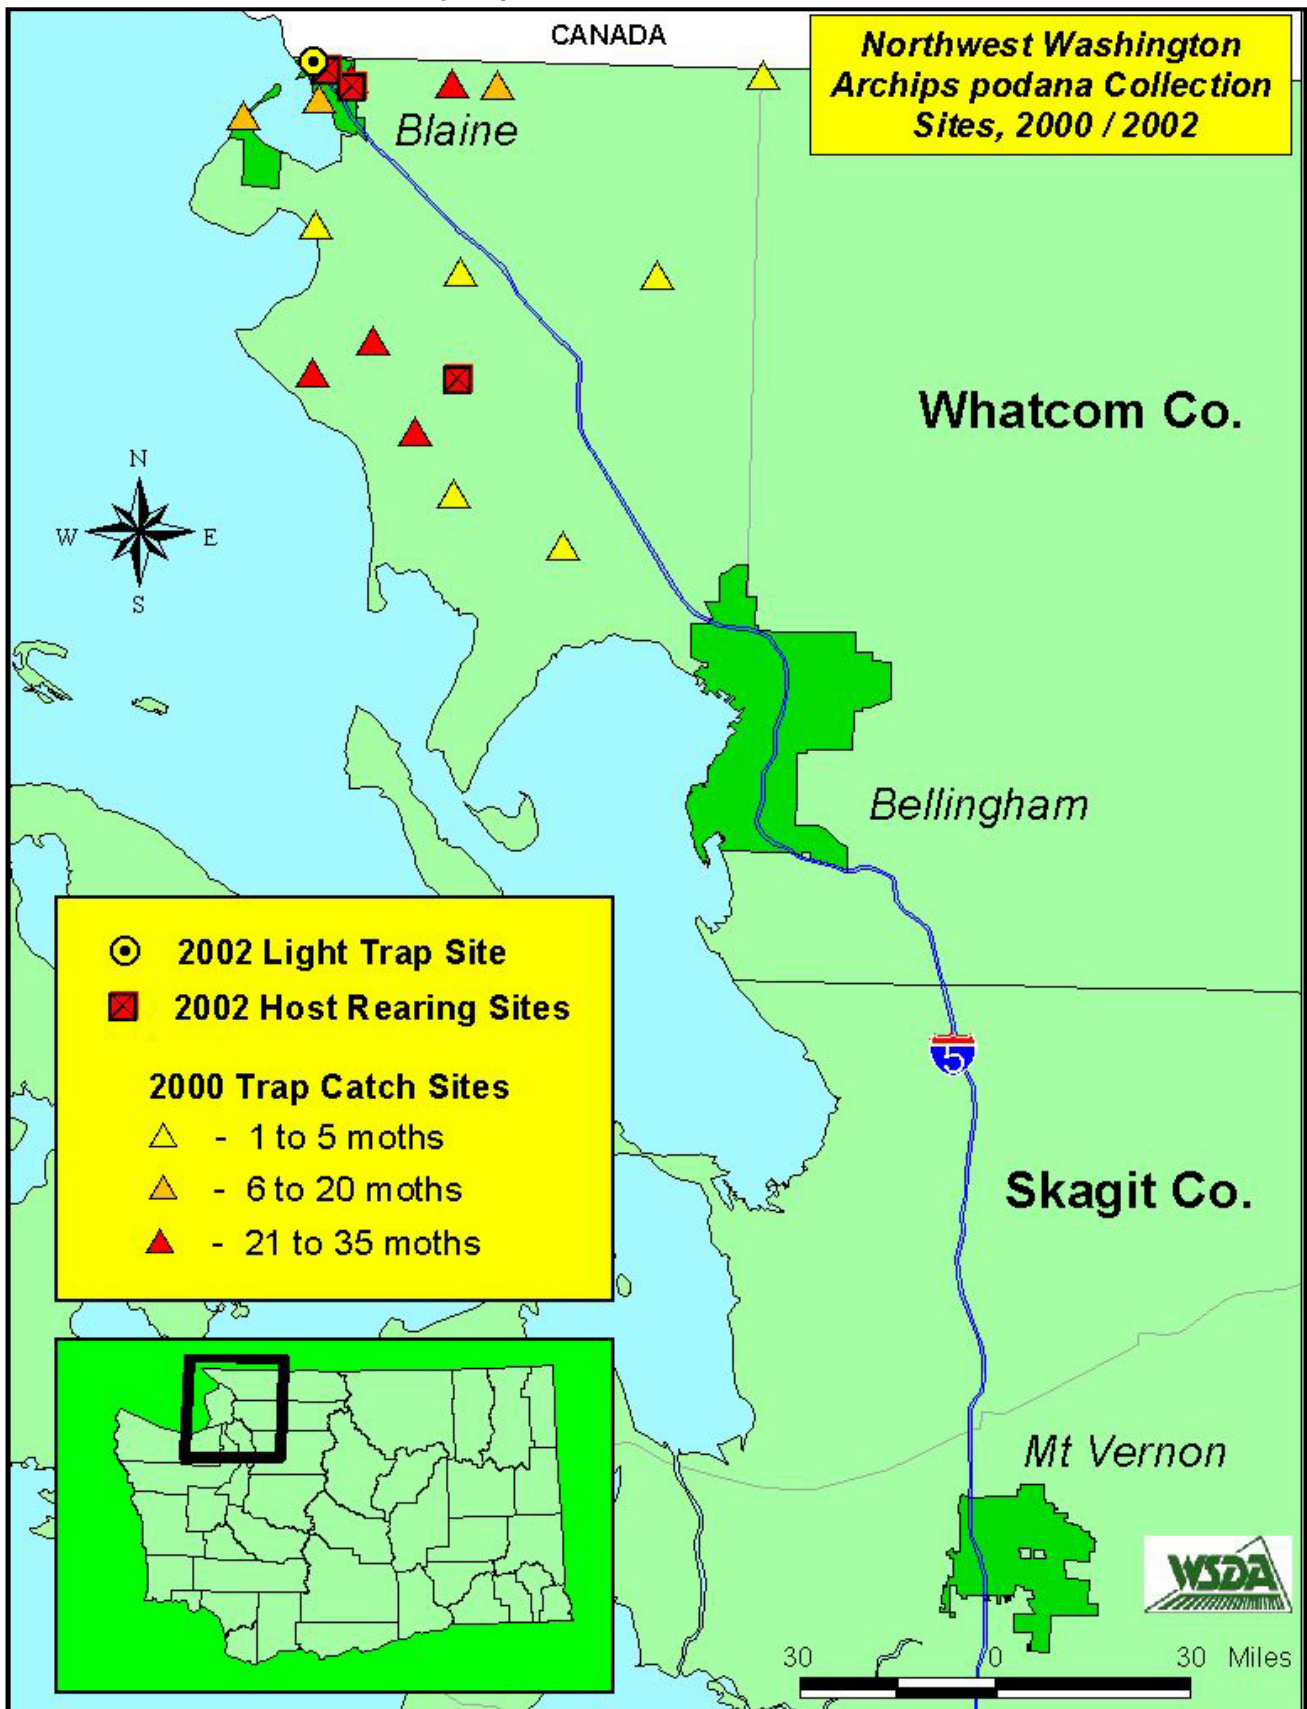 CANADA
Northwest Washington
Archips podana Collection
Sites, 2000 / 2002
Blaine
Whatcom Co.
N
W E
S
Bellingham
2002 Light Trap Site
2002 Host Rearing Sites
2000 Trap Catch Sites
- 1 to 5 moths
- 6 to 20 moths
- 21 to 35 moths
5
Skagit Co.
Mt Vernon
WSDA
30 0 30 Miles